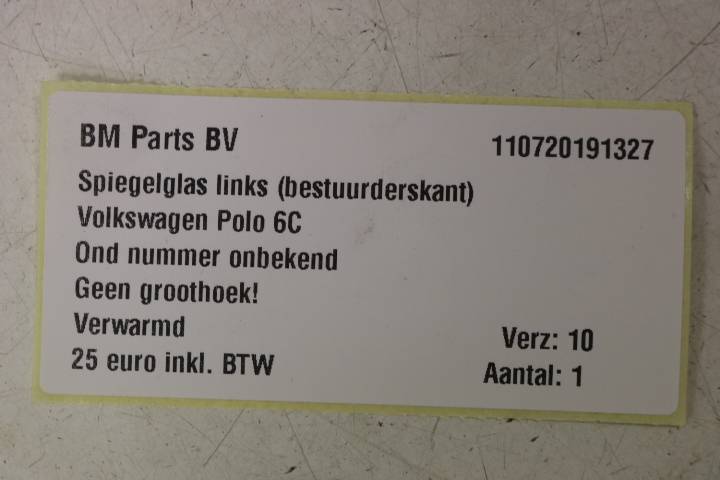 BM Parts BV 110720191327
Spiegelglas links (bestuurderskant)
Volkswagen Polo 6C
Ond nummer onbekend
Geen groothoek!
Verwarmd Verz: 10
25 euro inkl. BTW Aantal: 1